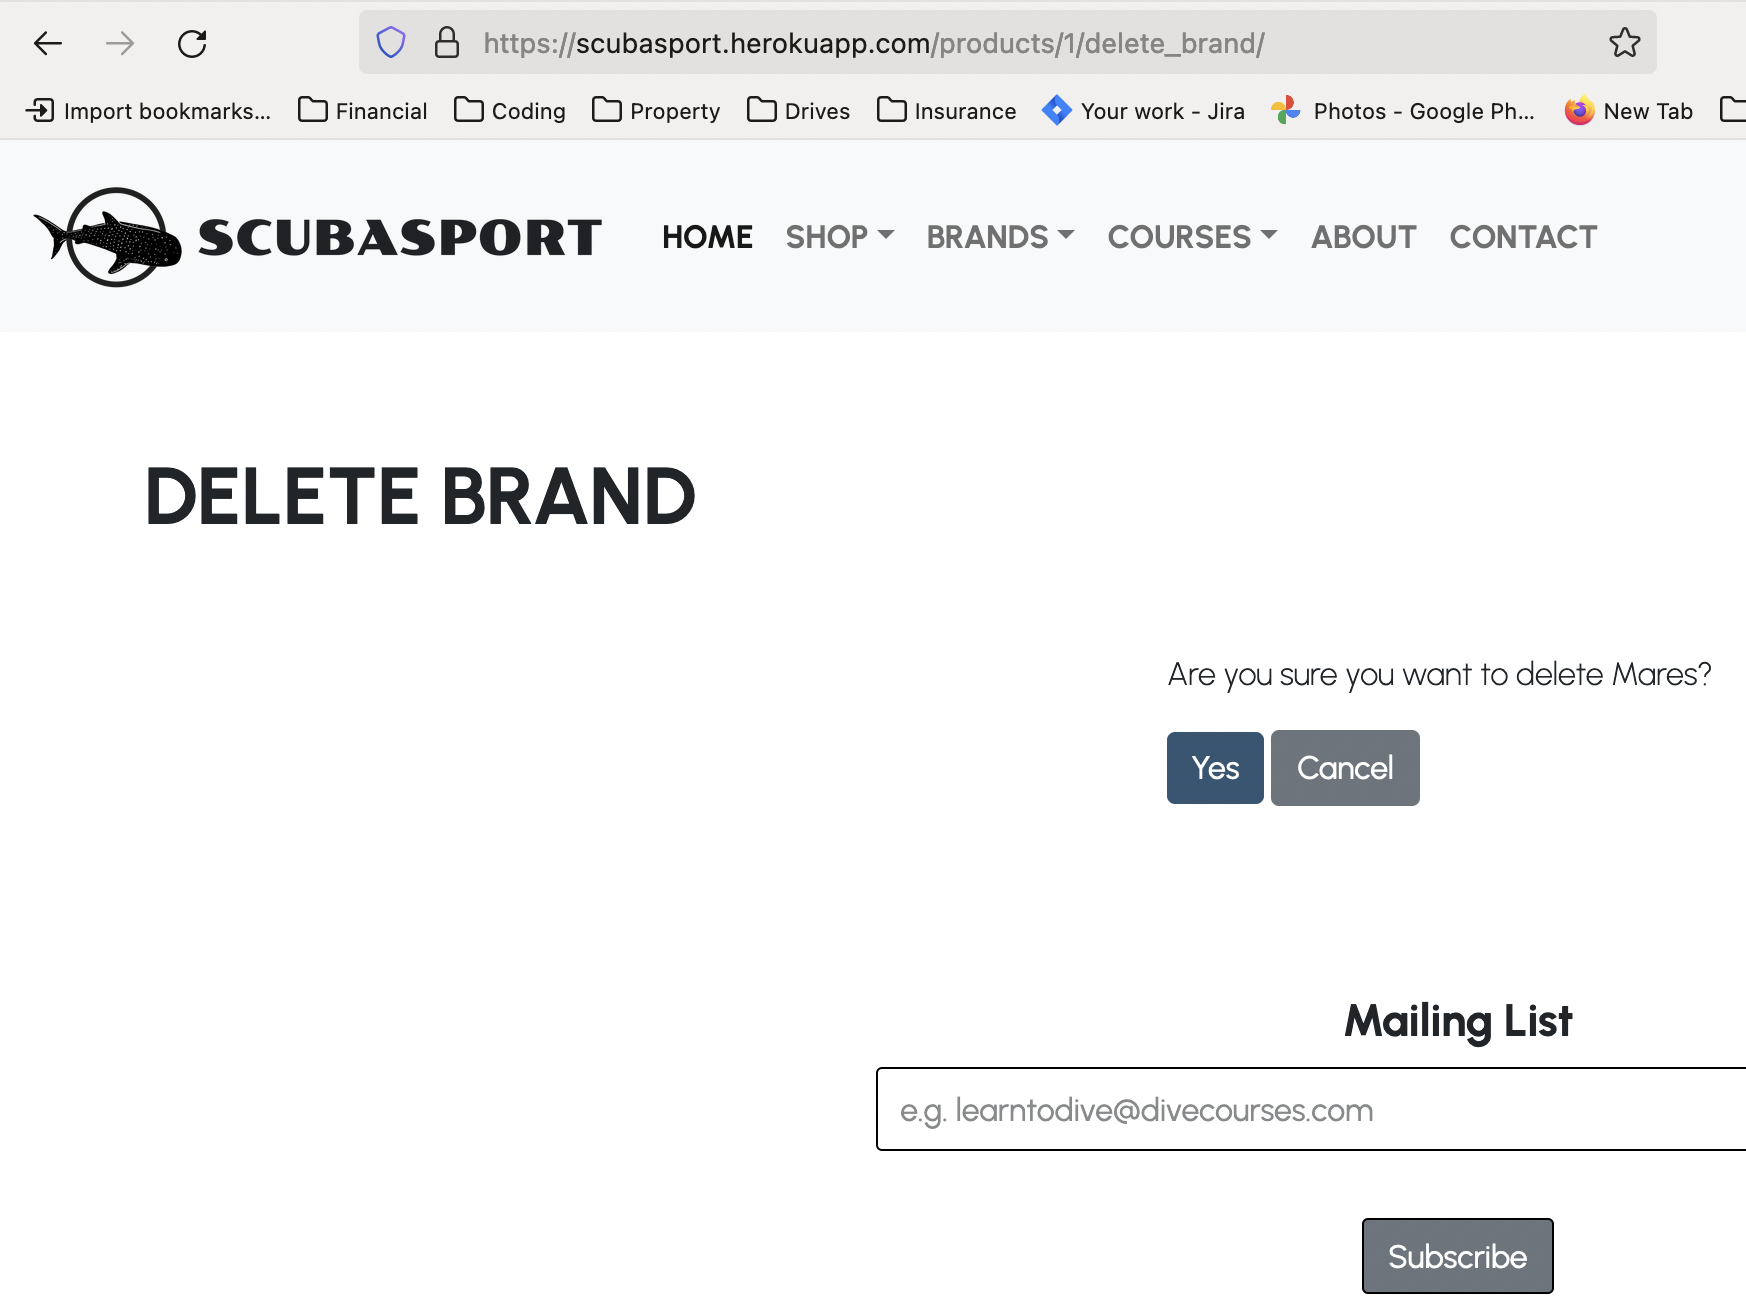 https://scubasport.herokuapp.com/products/1/delete_brand/
Import bookmarks... Financial Coding Property Drives Insurance Your work - Jira Photos - Google Ph... New Tab
SCUBASPORT HOME SHOP BRANDS COURSES ABOUT CONTACT
DELETE BRAND
Are you sure you want to delete Mares?
Yes Cancel
Mailing List
e.g. learntodive@divecourses.com
Subscribe